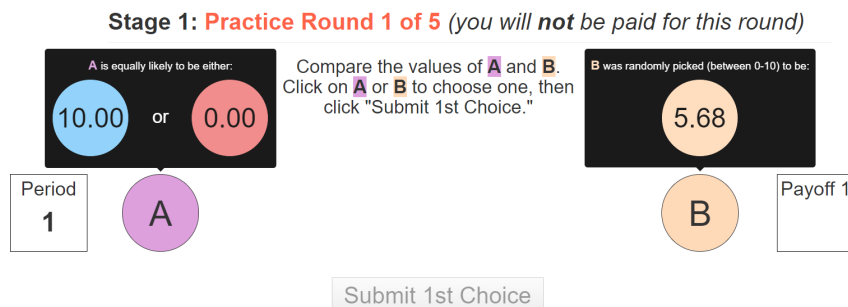 Stage 1: Practice Round 1 of 5 (you will not be paid for this round)
A is equally likely to be either:
10.00 or 0.00
Compare the values of A and B.
Click on A or B to choose one, then
click "Submit 1st Choice."
B was randomly picked (between 0-10) to be:
5.68
Period
1
A
B
Payoff 1
Submit 1st Choice